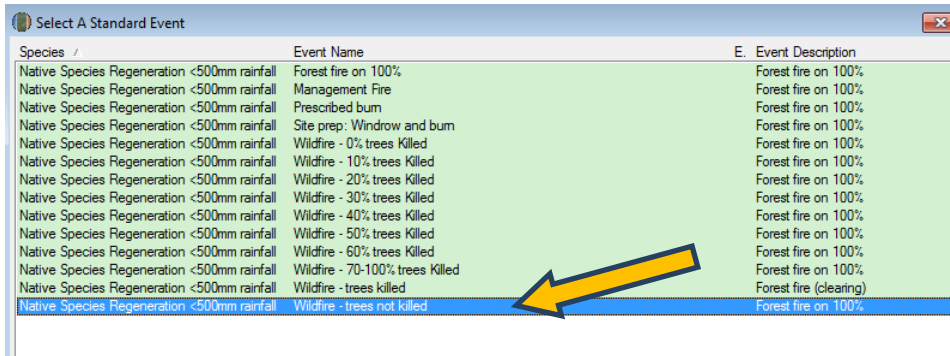 Select A Standard Event
Species / Event Name E. Event Description
Native Species Regeneration <500mm rainfall Forest fire on 100% Forest fire on 100%
Native Species Regeneration <500mm rainfall Management Fire Forest fire on 100%
Native Species Regeneration <500mm rainfall Prescribed burn Forest fire on 100%
Native Species Regeneration <500mm rainfall Site prep: Windrow and burn Forest fire on 100%
Native Species Regeneration <500mm rainfall Wildfire - 0% trees Killed Forest fire on 100%
Native Species Regeneration <500mm rainfall Wildfire - 10% trees Killed Forest fire on 100%
Native Species Regeneration <500mm rainfall Wildfire - 20% trees Killed Forest fire on 100%
Native Species Regeneration <500mm rainfall Wildfire - 30% trees Killed Forest fire on 100%
Native Species Regeneration <500mm rainfall Wildfire - 40% trees Killed Forest fire on 100%
Native Species Regeneration <500mm rainfall Wildfire - 50% trees Killed Forest fire on 100%
Native Species Regeneration <500mm rainfall Wildfire - 60% trees Killed Forest fire on 100%
Native Species Regeneration <500mm rainfall Wildfire - 70-100% trees Killed Forest fire on 100%
Native Species Regeneration <500mm rainfall Wildfire - trees killed Forest fire (clearing)
Native Species Regeneration <500mm rainfall Wildfire - trees not killed Forest fire on 100%